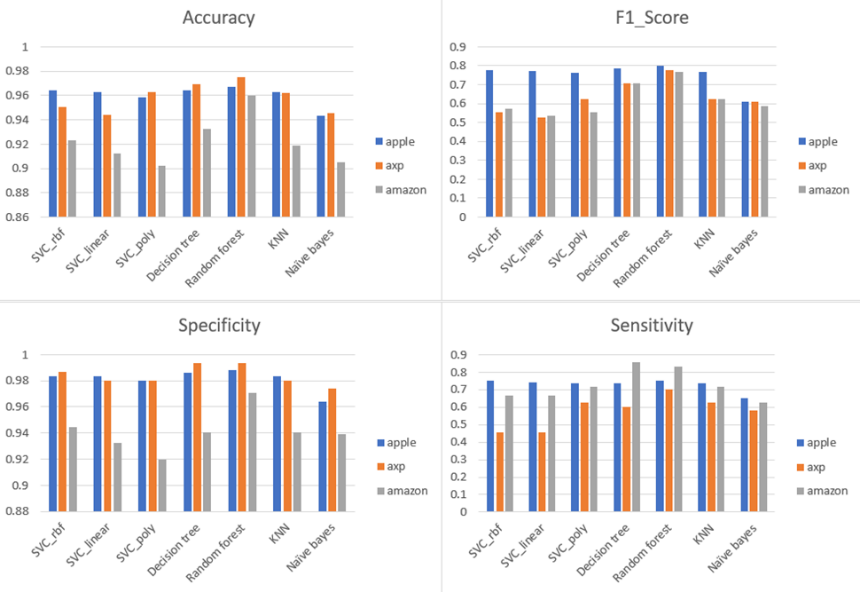 Accuracy
1
0.98
0.96
0.94
0.92
0.9
0.88
0.86
SVC_rbf
SVC_linear
SVC_poly
Decision tree
Random forest
KNN
Naïve bayes
apple
axp
amazon
F1_Score
0.9
0.8
0.7
0.6
0.5
0.4
0.3
0.2
0.1
0
SVC_rbf
SVC_linear
SVC_poly
Decision tree
Random forest
KNN
Naïve bayes
apple
axp
amazon
Specificity
1
0.98
0.96
0.94
0.92
0.9
0.88
SVC_rbf
SVC_linear
SVC_poly
Decision tree
Random forest
KNN
Naïve bayes
apple
axp
amazon
Sensitivity
0.9
0.8
0.7
0.6
0.5
0.4
0.3
0.2
0.1
0
SVC_rbf
SVC_linear
SVC_poly
Decision tree
Random forest
KNN
Naïve bayes
apple
axp
amazon